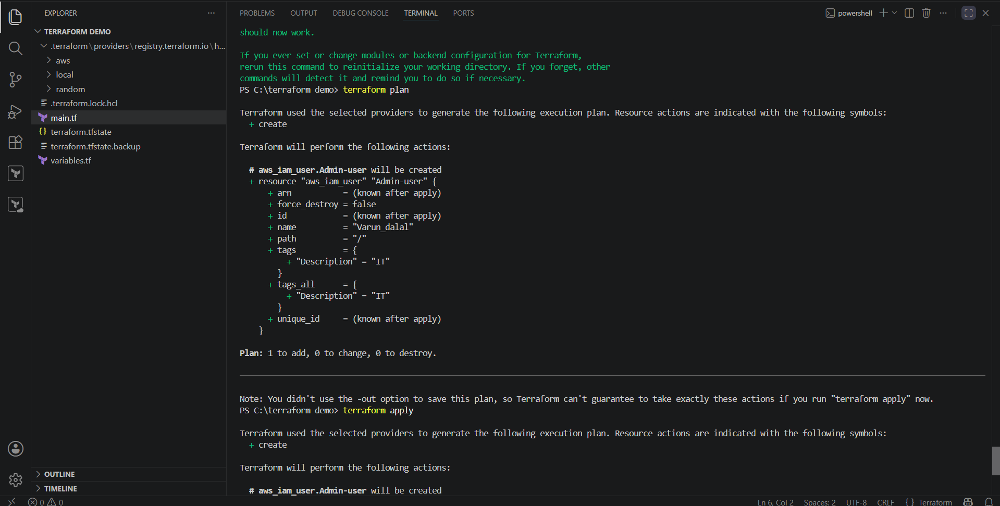 EXPLORER
TERRAFORM DEMO
.terraform\providers\registry.terraform.io\h...
aws
local
random
.terraform.lock.hcl
main.tf
{} terraform.tfstate
terraform.tfstate.backup
variables.tf
OUTLINE
TIMELINE
PROBLEMS OUTPUT DEBUG CONSOLE TERMINAL PORTS
powershell
should now work.
If you ever set or change modules or backend configuration for Terraform,
rerun this command to reinitialize your working directory. If you forget, other
commands will detect it and remind you to do so if necessary.
PS C:\terraform demo> terraform plan
Terraform used the selected providers to generate the following execution plan. Resource actions are indicated with the following symbols:
+ create
Terraform will perform the following actions:
# aws_iam_user.Admin-user will be created
+ resource "aws_iam_user" "Admin-user" {
+ arn = (known after apply)
+ force_destroy = false
+ id = (known after apply)
+ name = "Varun_dalal"
+ path = "/"
+ tags = {
+ "Description" = "IT"
}
+ tags_all = {
+ "Description" = "IT"
}
+ unique_id = (known after apply)
}
Plan: 1 to add, 0 to change, 0 to destroy.
Note: You didn't use the -out option to save this plan, so Terraform can't guarantee to take exactly these actions if you run "terraform apply" now.
PS C:\terraform demo> terraform apply
Terraform used the selected providers to generate the following execution plan. Resource actions are indicated with the following symbols:
+ create
Terraform will perform the following actions:
# aws_iam_user.Admin-user will be created
0 0
Ln 6, Col 2 Spaces: 2 UTF-8 CRLF {} Terraform